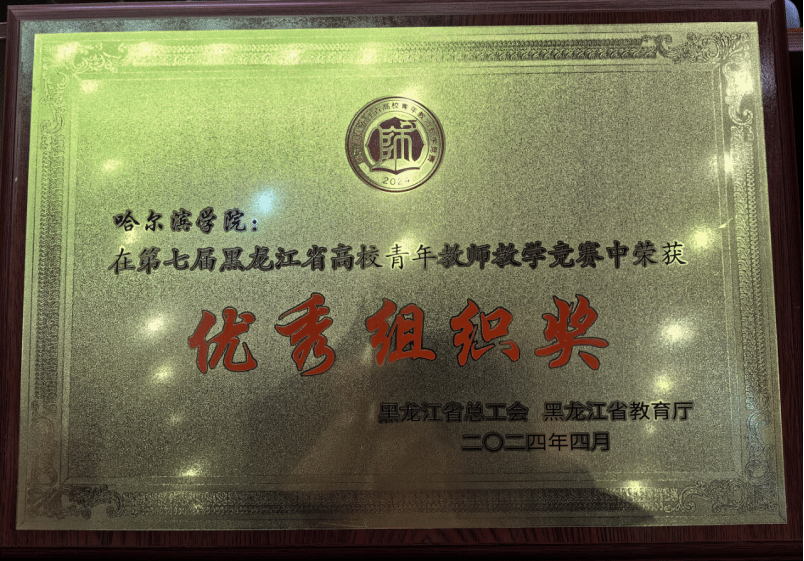 师
2024
哈尔滨学院：
在第七届黑龙江省高校青年教师教学竞赛中荣获
优秀组织奖
黑龙江省总工会 黑龙江省教育厅
二〇二四年四月